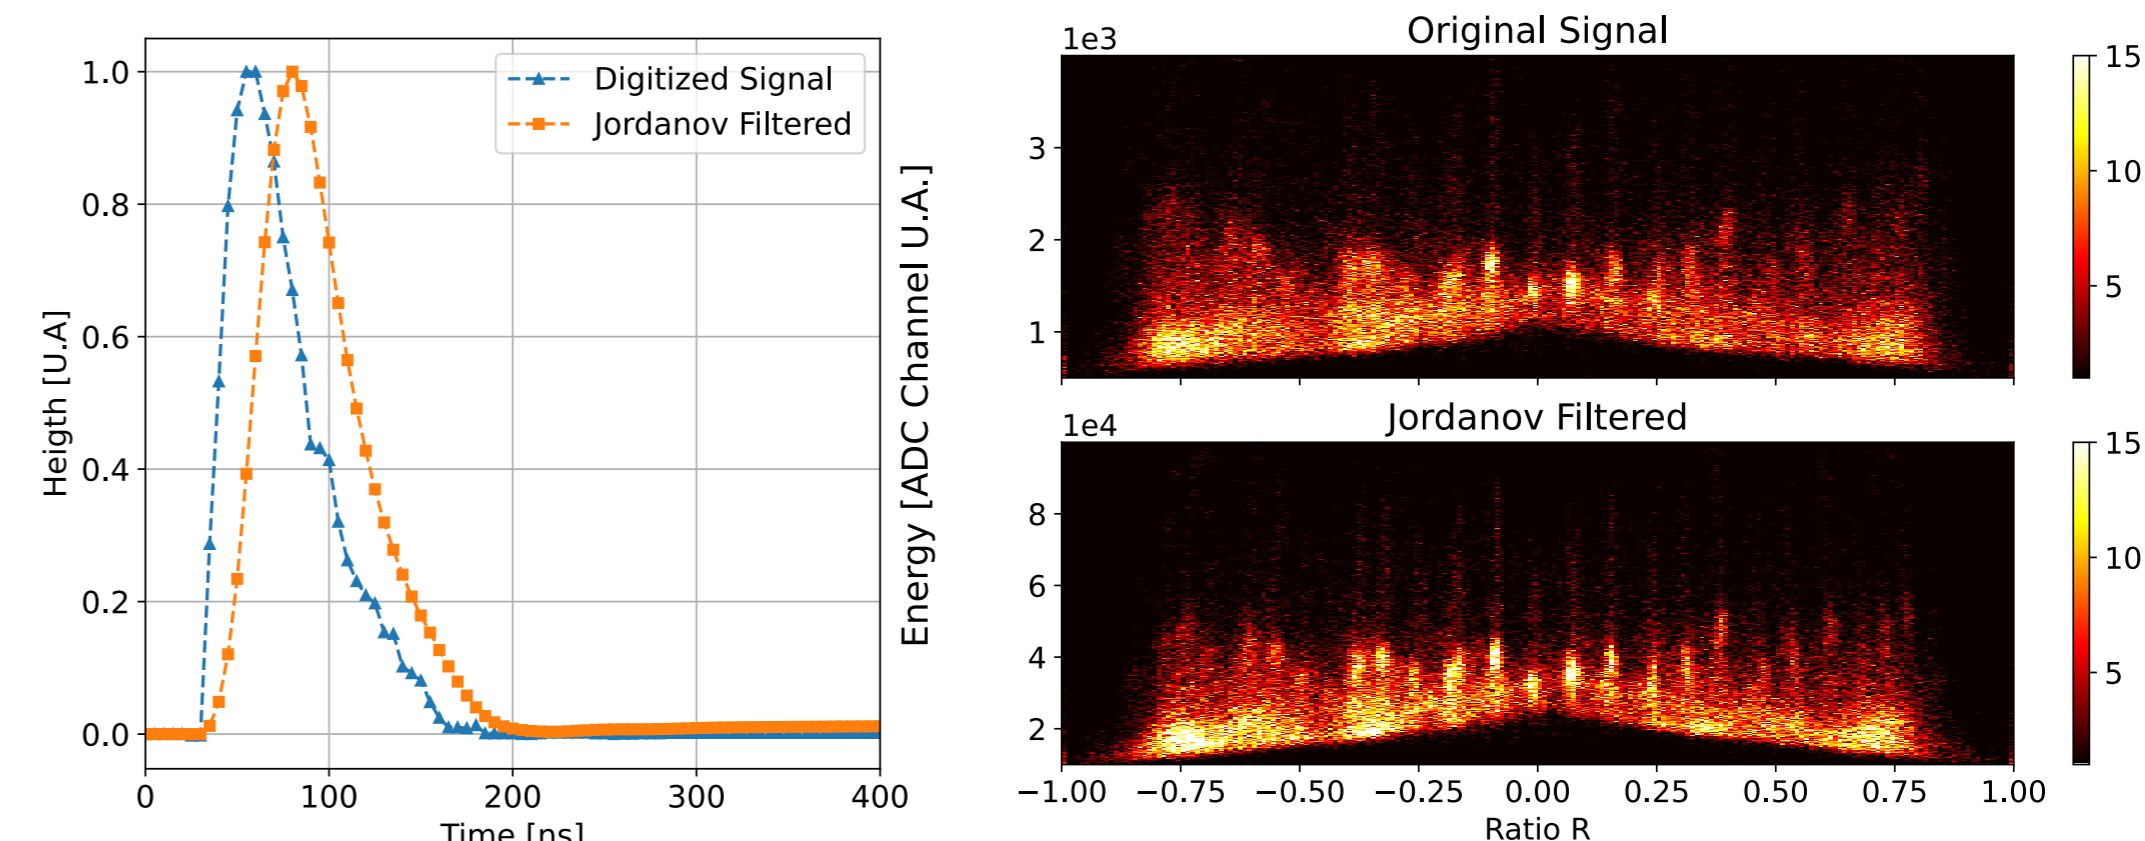 Heigth [U.A]
1.0
0.8
0.6
0.4
0.2
0.0
0 100 200 300 400
Time [ns]
Digitized Signal
Jordanov Filtered
Energy [ADC Channel U.A.]
Original Signal
1e3
3
2
1
15
10
5
Jordanov Filtered
1e4
8
6
4
2
15
10
5
−1.00 −0.75 −0.50 −0.25 0.00 0.25 0.50 0.75 1.00
Ratio R